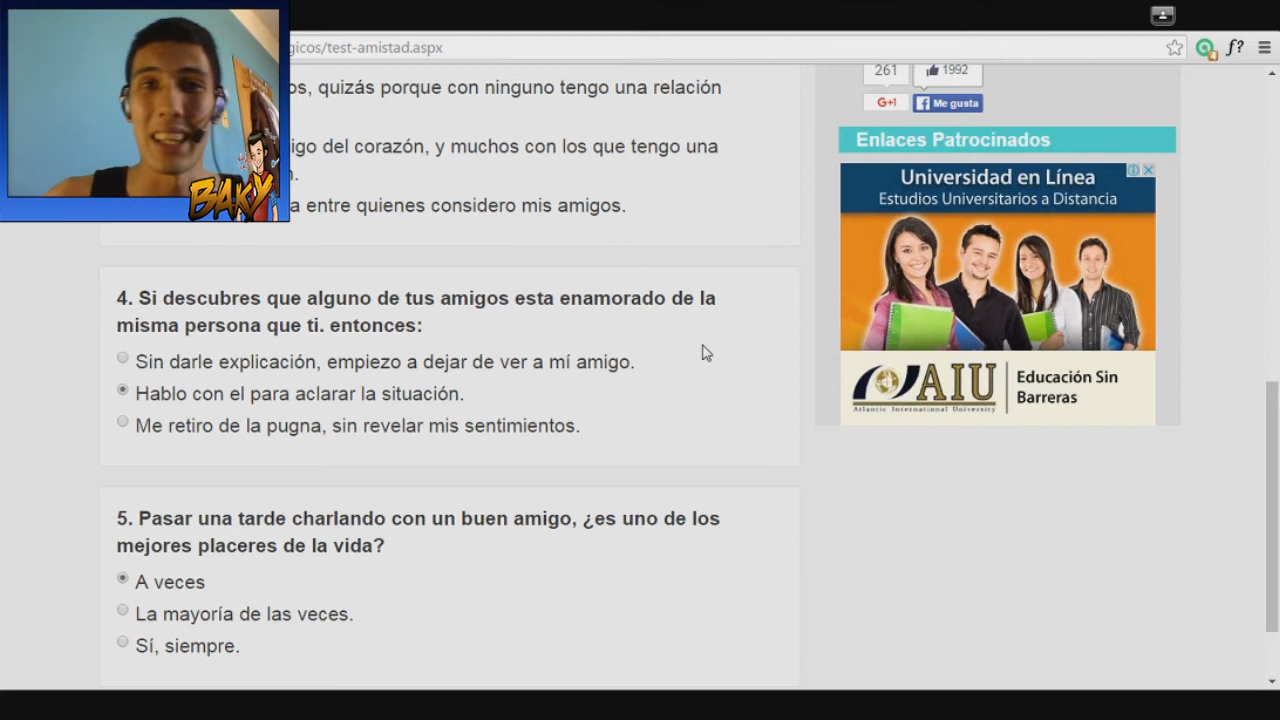 gicos/test-amistad.aspx
f?
os, quizás porque con ninguno tengo una relación
igo del corazón, y muchos con los que tengo una
n.
a entre quienes considero mis amigos.
BAKY
4. Si descubres que alguno de tus amigos esta enamorado de la
misma persona que ti. entonces:
Sin darle explicación, empiezo a dejar de ver a mí amigo.
Hablo con el para aclarar la situación.
Me retiro de la pugna, sin revelar mis sentimientos.
5. Pasar una tarde charlando con un buen amigo, ¿es uno de los
mejores placeres de la vida?
A veces
La mayoría de las veces.
Sí, siempre.
261
1992
G+1
Me gusta
Enlaces Patrocinados
Universidad en Línea
Estudios Universitarios a Distancia
AIU
Atlantic International University
Educación Sin
Barreras